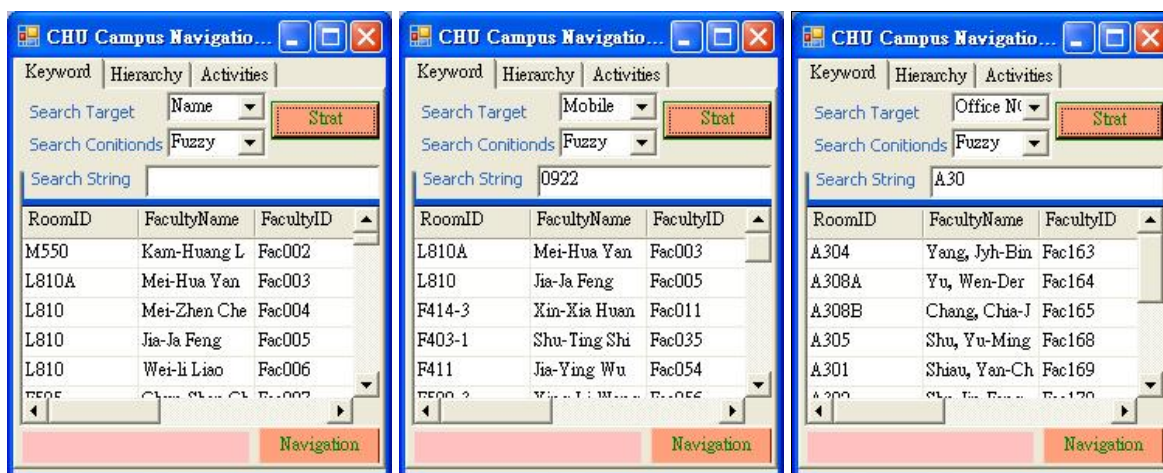 CHU Campus Navigatio...
Keyword Hierarchy Activities
Search Target Name Strat
Search Conitionds Fuzzy
Search String
RoomID FacultyName FacultyID
M550 Kam-Huang L Fac002
L810A Mei-Hua Yan Fac003
L810 Mei-Zhen Che Fac004
L810 Jia-Ja Feng Fac005
L810 Wei-li Liao Fac006
Navigation
CHU Campus Navigatio...
Keyword Hierarchy Activities
Search Target Mobile Strat
Search Conitionds Fuzzy
Search String 0922
RoomID FacultyName FacultyID
L810A Mei-Hua Yan Fac003
L810 Jia-Ja Feng Fac005
F414-3 Xin-Xia Huan Fac011
F403-1 Shu-Ting Shi Fac035
F411 Jia-Ying Wu Fac054
Navigation
CHU Campus Navigatio...
Keyword Hierarchy Activities
Search Target Office N Strat
Search Conitionds Fuzzy
Search String A30
RoomID FacultyName FacultyID
A304 Yang, Jyh-Bin Fac163
A308A Yu, Wen-Der Fac164
A308B Chang, Chia-J Fac165
A305 Shu, Yu-Ming Fac168
A301 Shiau, Yan-Ch Fac169
Navigation